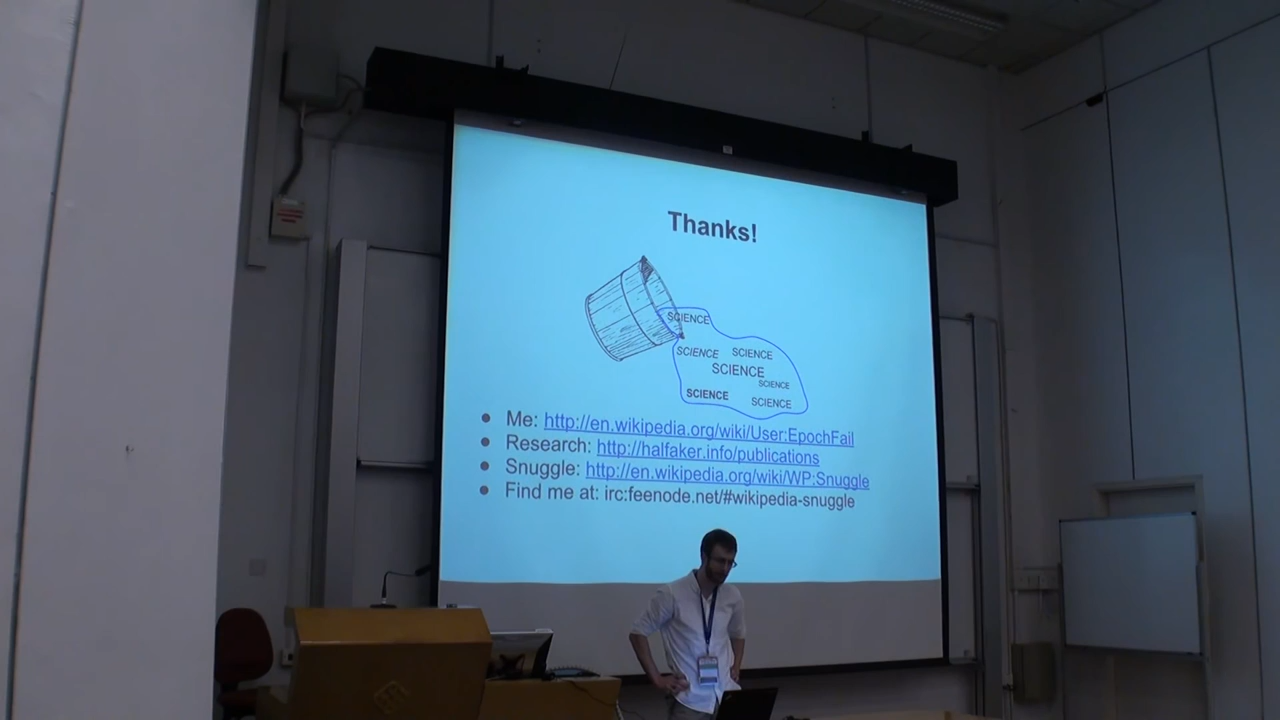 Thanks!
SCIENCE
SCIENCE SCIENCE
SCIENCE
SCIENCE
SCIENCE SCIENCE
Me: http://en.wikipedia.org/wiki/User:EpochFail
Research: http://halfaker.info/publications
Snuggle: http://en.wikipedia.org/wiki/WP:Snuggle
Find me at: irc:feenode.net/#wikipedia-snuggle